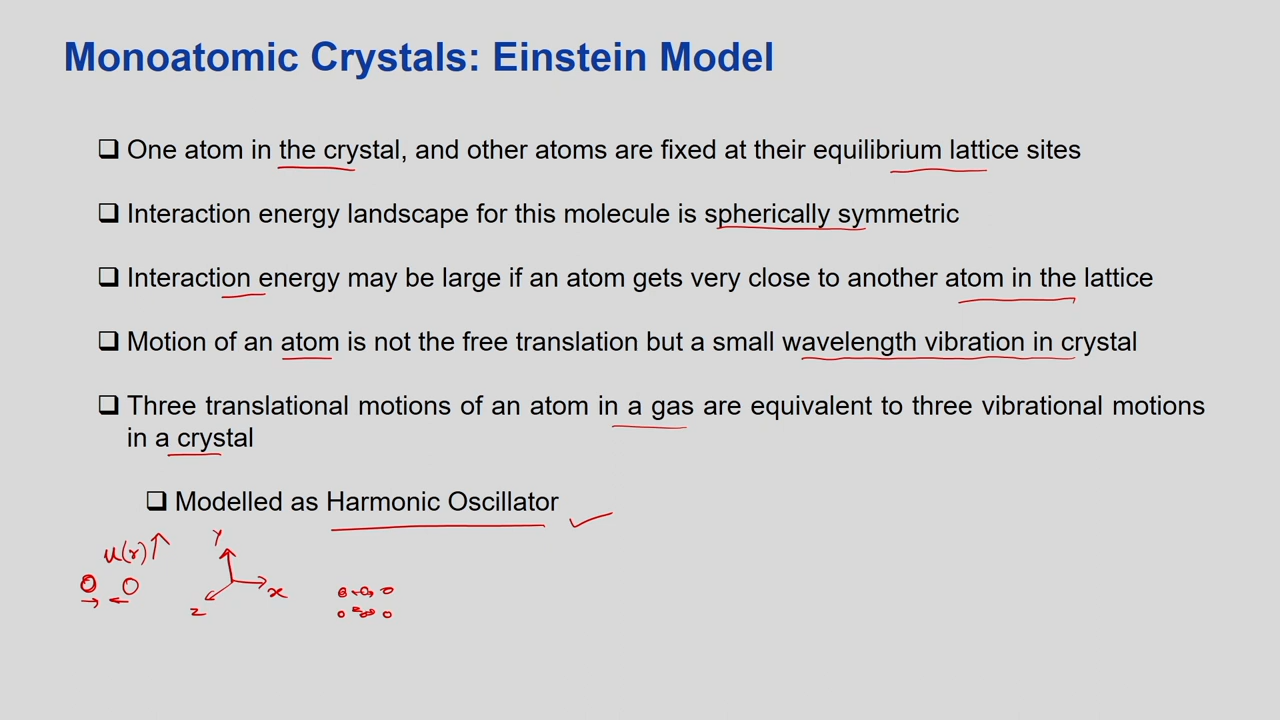 Monoatomic Crystals: Einstein Model
❑ One atom in the crystal, and other atoms are fixed at their equilibrium lattice sites
❑ Interaction energy landscape for this molecule is spherically symmetric
❑ Interaction energy may be large if an atom gets very close to another atom in the lattice
❑ Motion of an atom is not the free translation but a small wavelength vibration in crystal
❑ Three translational motions of an atom in a gas are equivalent to three vibrational motions
in a crystal
❑ Modelled as Harmonic Oscillator
u(r)↑
y
x
z